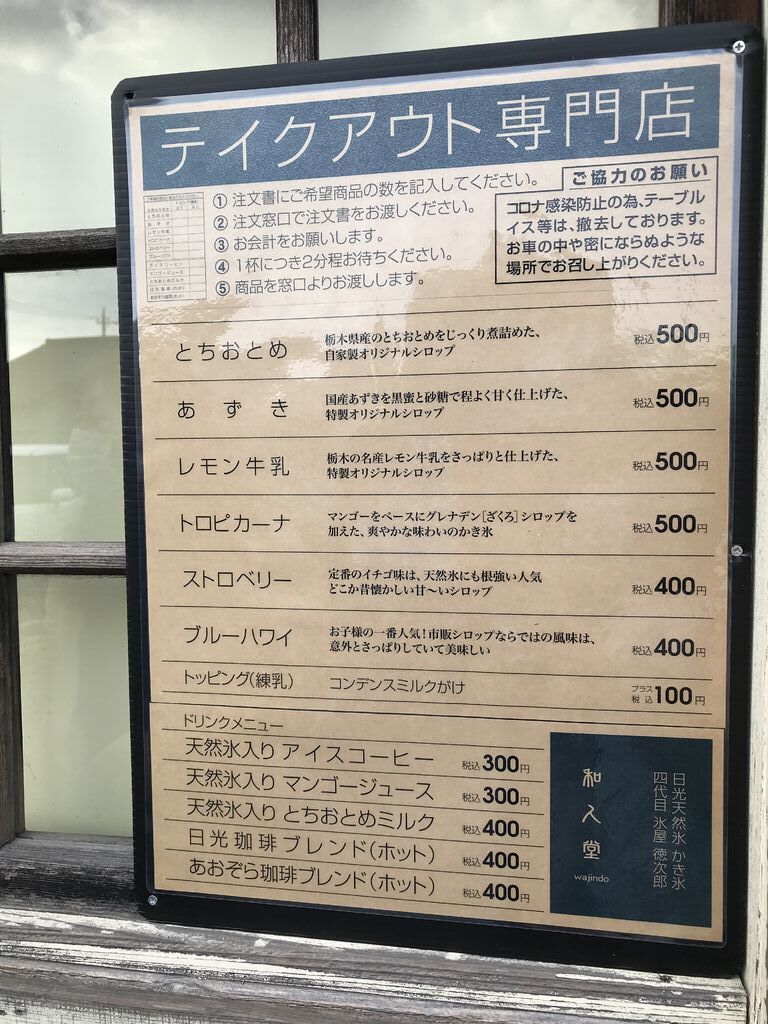 テイクアウト専門店
① 注文書にご希望商品の数を記入してください。
② 注文窓口で注文書をお渡しください。
③ お会計をお願いします。
④ 1杯につき2分程お待ちください。
⑤ 商品を窓口よりお渡しします。
ご協力のお願い
コロナ感染防止の為、テーブル
イス等は、撤去しております。
お車の中や密にならぬような
場所でお召し上がりください。
とちおとめ
栃木県産のとちおとめをじっくり煮詰めた、
自家製オリジナルシロップ
税込500円
あずき
国産あずきを黒蜜と砂糖で程よく甘く仕上げた、
特製オリジナルシロップ
税込500円
レモン牛乳
栃木の名産レモン牛乳をさっぱりと仕上げた、
特製オリジナルシロップ
税込500円
トロピカーナ
マンゴーをベースにグレナデン[ざくろ]シロップを
加えた、爽やかな味わいのかき氷
税込500円
ストロベリー
定番のイチゴ味は、天然氷にも根強い人気
どこか昔懐かしい甘〜いシロップ
税込400円
ブルーハワイ
お子様の一番人気!市販シロップならではの風味は、
意外とさっぱりしていて美味しい
税込400円
トッピング(練乳) コンデンスミルクがけ
プラス
税込100円
ドリンクメニュー
天然氷入り アイスコーヒー 税込300円
天然氷入り マンゴージュース 税込300円
天然氷入り とちおとめミルク 税込400円
日光珈琲ブレンド(ホット) 税込400円
あおぞら珈琲ブレンド(ホット) 税込400円
日光天然氷 かき氷
四代目 氷屋 徳次郎
和人堂
wajindo